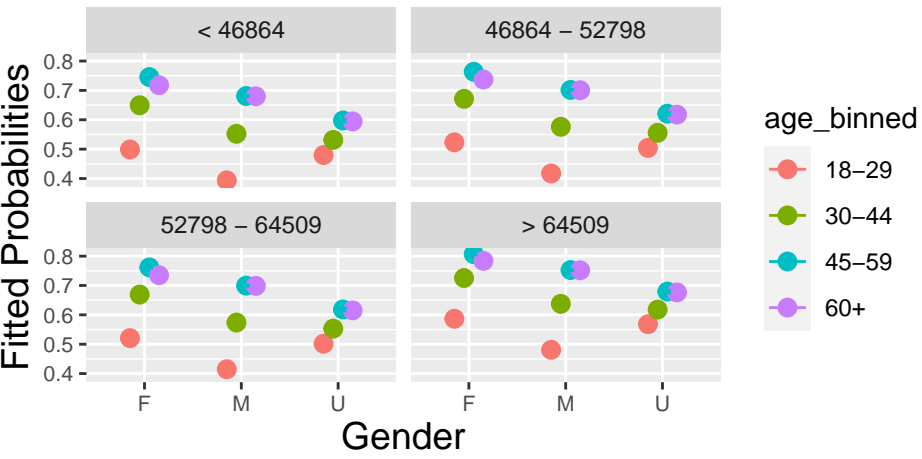 < 46864
46864 − 52798
0.8
0.7
0.6
0.5
0.4
52798 − 64509
> 64509
0.8
0.7
0.6
0.5
0.4
F
M
U
F
M
U
Gender
Fitted Probabilities
age_binned
18−29
30−44
45−59
60+